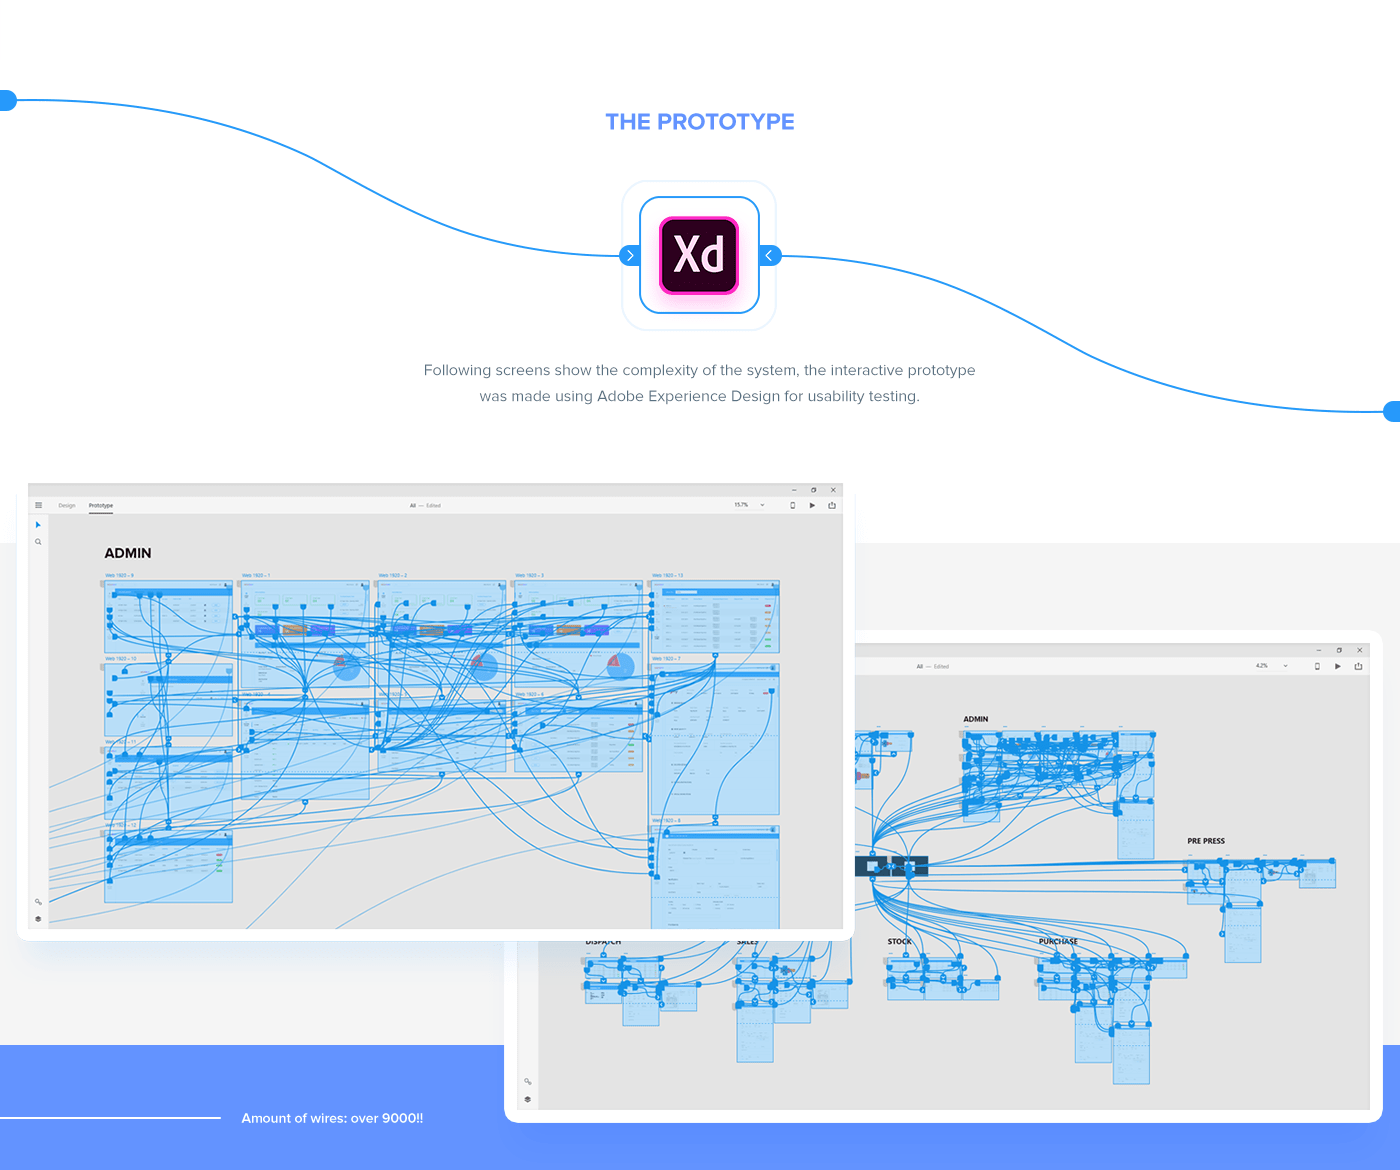 THE PROTOTYPE
Xd
Following screens show the complexity of the system, the interactive prototype
was made using Adobe Experience Design for usability testing.
Design
Prototype
All — Edited
15.7%
ADMIN
Web 1920 – 9
Web 1920 – 1
Web 1920 – 2
Web 1920 – 3
Web 1920 – 13
Web 1920 – 10
Web 1920 – 7
Web 1920 – 12
Web 1920 – 8
All — Edited
4.2%
ADMIN
PRE PRESS
DISPATCH
SALES
STOCK
PURCHASE
Amount of wires: over 9000!!